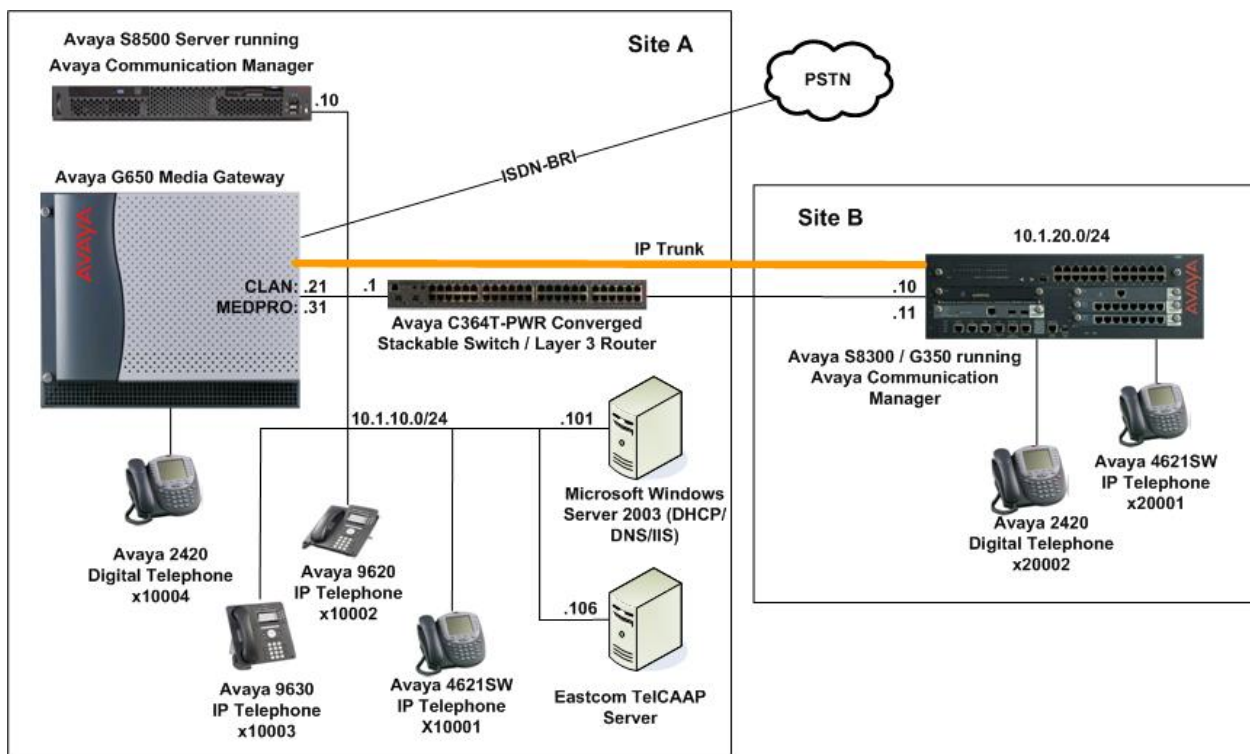 Avaya S8500 Server running
Avaya Communication Manager
Site A
PSTN
.10
ISDN-BRI
Avaya G650 Media Gateway
AVAYA
Site B
10.1.20.0/24
IP Trunk
CLAN: .21
MEDPRO: .31
.1
.10
.11
AVAYA
Avaya C364T-PWR Converged
Stackable Switch / Layer 3 Router
Avaya S8300 / G350 running
Avaya Communication
Manager
10.1.10.0/24
.101
Microsoft Windows
Server 2003 (DHCP/
DNS/IIS)
Avaya 4621SW
IP Telephone
x20001
Avaya 2420
Digital Telephone
x20002
Avaya 2420
Digital Telephone
x10004
Avaya 9620
IP Telephone
x10002
.106
Avaya 9630
IP Telephone
x10003
Avaya 4621SW
IP Telephone
X10001
Eastcom TelCAAP
Server